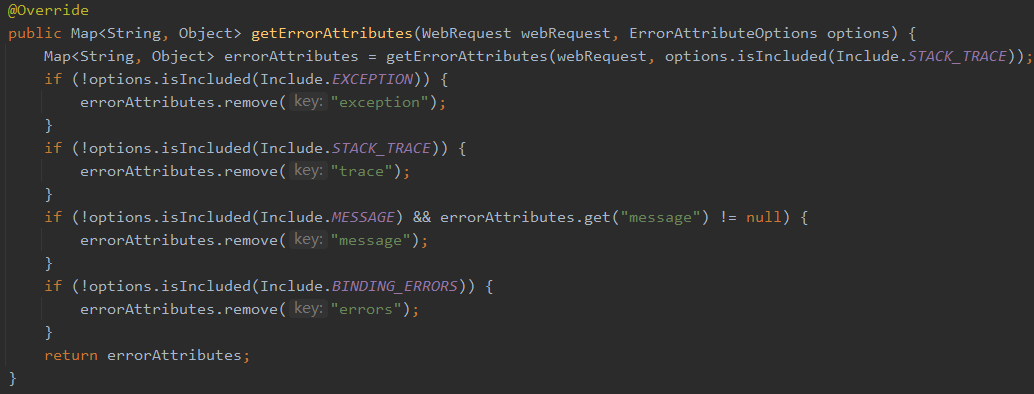 @Override
public Map<String, Object> getErrorAttributes(WebRequest webRequest, ErrorAttributeOptions options) {
    Map<String, Object> errorAttributes = getErrorAttributes(webRequest, options.isIncluded(Include.STACK_TRACE));
    if (!options.isIncluded(Include.EXCEPTION)) {
        errorAttributes.remove( key: "exception");
    }
    if (!options.isIncluded(Include.STACK_TRACE)) {
        errorAttributes.remove( key: "trace");
    }
    if (!options.isIncluded(Include.MESSAGE) && errorAttributes.get("message") != null) {
        errorAttributes.remove( key: "message");
    }
    if (!options.isIncluded(Include.BINDING_ERRORS)) {
        errorAttributes.remove( key: "errors");
    }
    return errorAttributes;
}